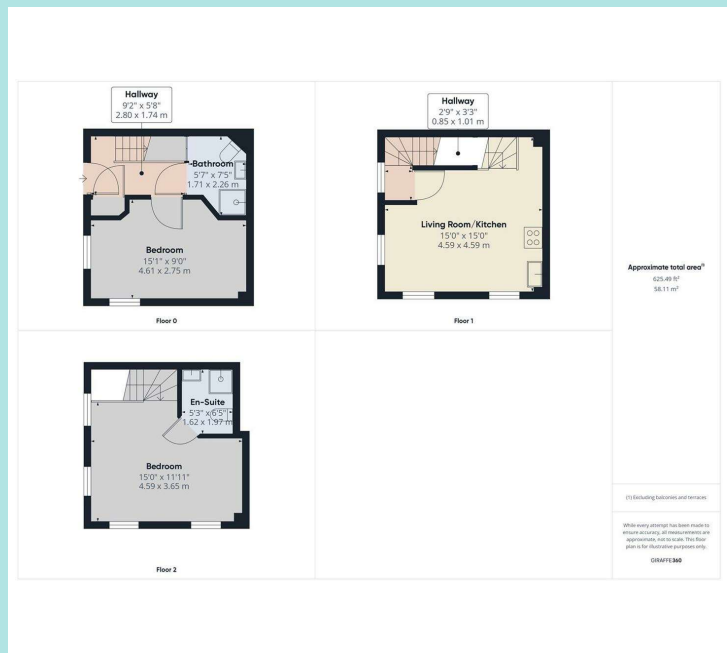 Hallway
9'2" x 5'8"
2.80 x 1.74 m
Bathroom
5'7" x 7'5"
1.71 x 2.26 m
Bedroom
15'1" x 9'0"
4.61 x 2.75 m
Floor 0
Hallway
2'9" x 3'3"
0.85 x 1.01 m
Living Room/Kitchen
15'0" x 15'0"
4.59 x 4.59 m
Floor 1
Approximate total area⁽¹⁾
625.49 ft²
58.11 m²
En-Suite
5'3" x 6'5"
1.62 x 1.97 m
Bedroom
15'0" x 11'11"
4.59 x 3.65 m
Floor 2
(1) Excluding balconies and terraces
While every attempt has been made to
ensure accuracy, all measurements are
approximate, not to scale. This floor
plan is for illustrative purposes only.
GIRAFFE360